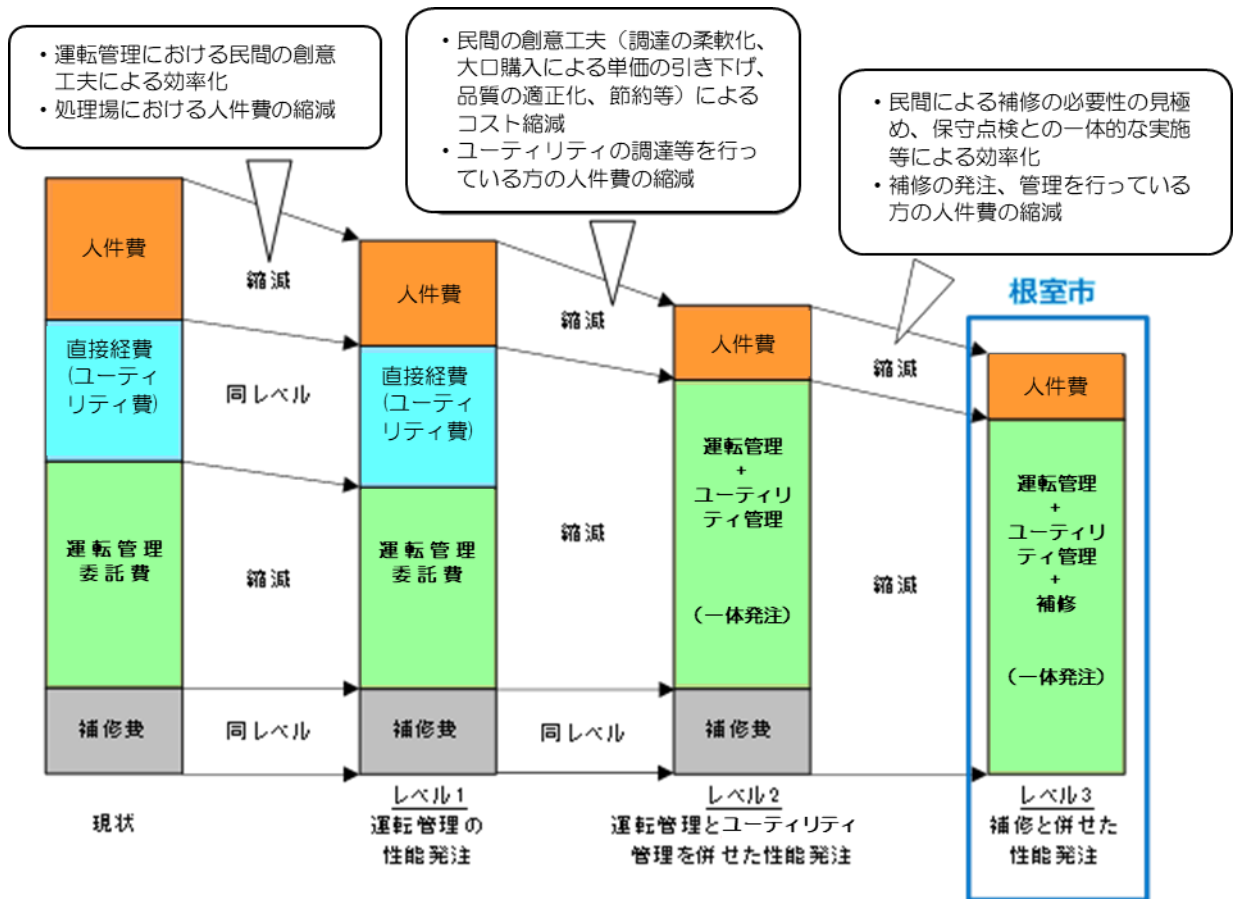 ・運転管理における民間の創意
工夫による効率化
・処理場における人件費の縮減
・民間の創意工夫（調達の柔軟化、
大口購入による単価の引き下げ、
品質の適正化、節約等）による
コスト縮減
・ユーティリティの調達等を行っ
ている方の人件費の縮減
・民間による補修の必要性の見極
め、保守点検との一体的な実施
等による効率化
・補修の発注、管理を行っている
方の人件費の縮減
根室市
人件費
直接経費
(ユーティ
リティ費)
運転管理
委託費
補修費
現状
縮減
同レベル
縮減
同レベル
人件費
直接経費
(ユーティ
リティ費)
運転管理
委託費
補修費
レベル1
運転管理の
性能発注
縮減
縮減
同レベル
人件費
運転管理
+
ユーティリ
ティ管理
（一体発注）
補修費
レベル2
運転管理とユーティリティ
管理を併せた性能発注
縮減
縮減
人件費
運転管理
+
ユーティリ
ティ管理
+
補修
（一体発注）
レベル3
補修と併せた
性能発注